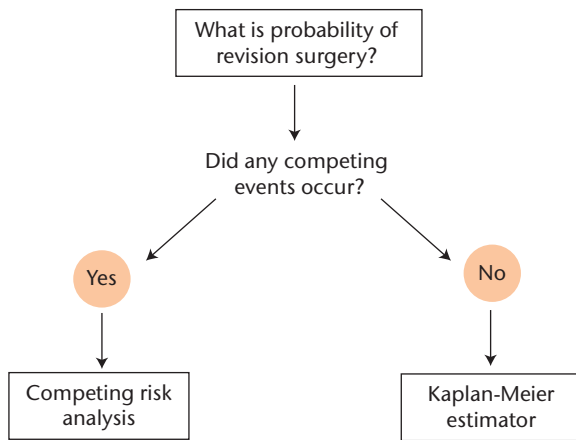 What is probability of
revision surgery?
Did any competing
events occur?
Yes
No
Competing risk
analysis
Kaplan-Meier
estimator